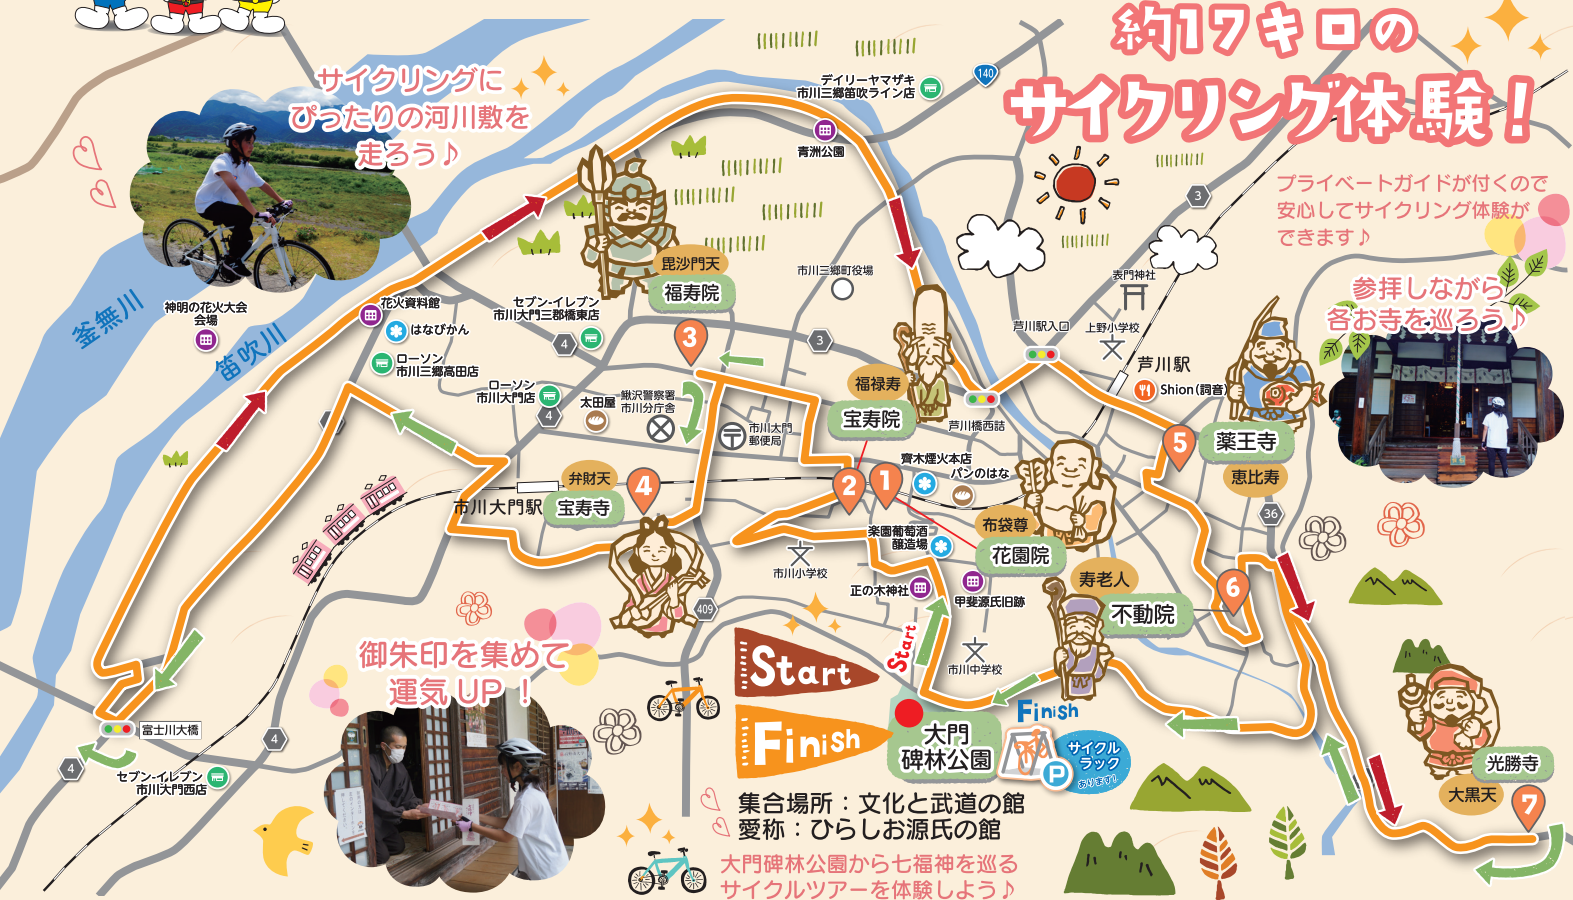 約17キロの
サイクリング体験！
プライベートガイドが付くので
安心してサイクリング体験が
できます♪
サイクリングに
ぴったりの河川敷を
走ろう♪
参拝しながら
各お寺を巡ろう♪
御朱印を集めて
運気UP！
釜無川
笛吹川
神明の花火大会
会場
花火資料館
はなびかん
ローソン
市川三郷高田店
セブン-イレブン
市川大門三郡橋東店
ローソン
市川大門店
太田屋
鰍沢警察署
市川分庁舎
市川大門
郵便局
デイリーヤマザキ
市川三郷笛吹ライン店
青洲公園
市川三郷町役場
140
3
3
4
4
4
4
36
409
毘沙門天
福寿院
3
福禄寿
宝寿院
2
1
弁財天
宝寿寺
4
市川大門駅
齊木煙火本店
パンのはな
布袋尊
花園院
楽園葡萄酒
醸造場
正の木神社
甲斐源氏旧跡
市川小学校
市川中学校
寿老人
不動院
6
芦川橋西詰
芦川駅入口
上野小学校
表門神社
芦川駅
Shion(詞音)
5
薬王寺
恵比寿
光勝寺
大黒天
7
富士川大橋
セブン-イレブン
市川大門西店
Start
Start
Finish
Finish
大門
碑林公園
サイクル
ラック
あります!
P
集合場所：文化と武道の館
愛称：ひらしお源氏の館
大門碑林公園から七福神を巡る
サイクルツアーを体験しよう♪